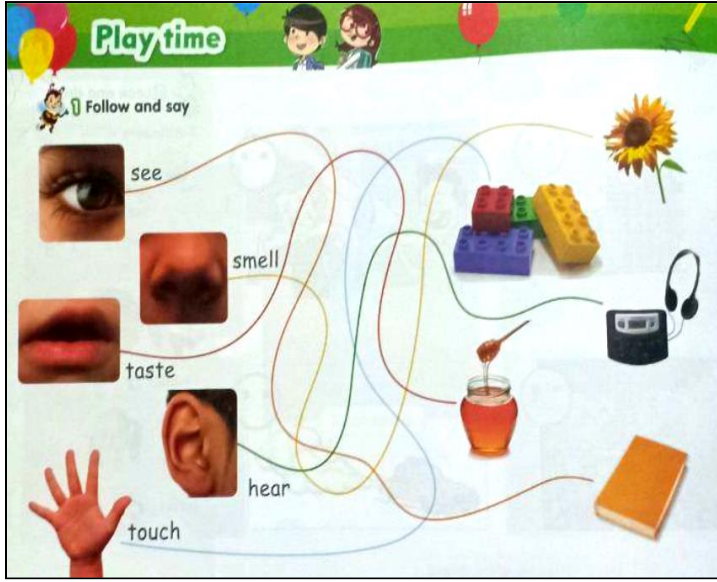 Play time
1 Follow and say
see
smell
taste
hear
touch